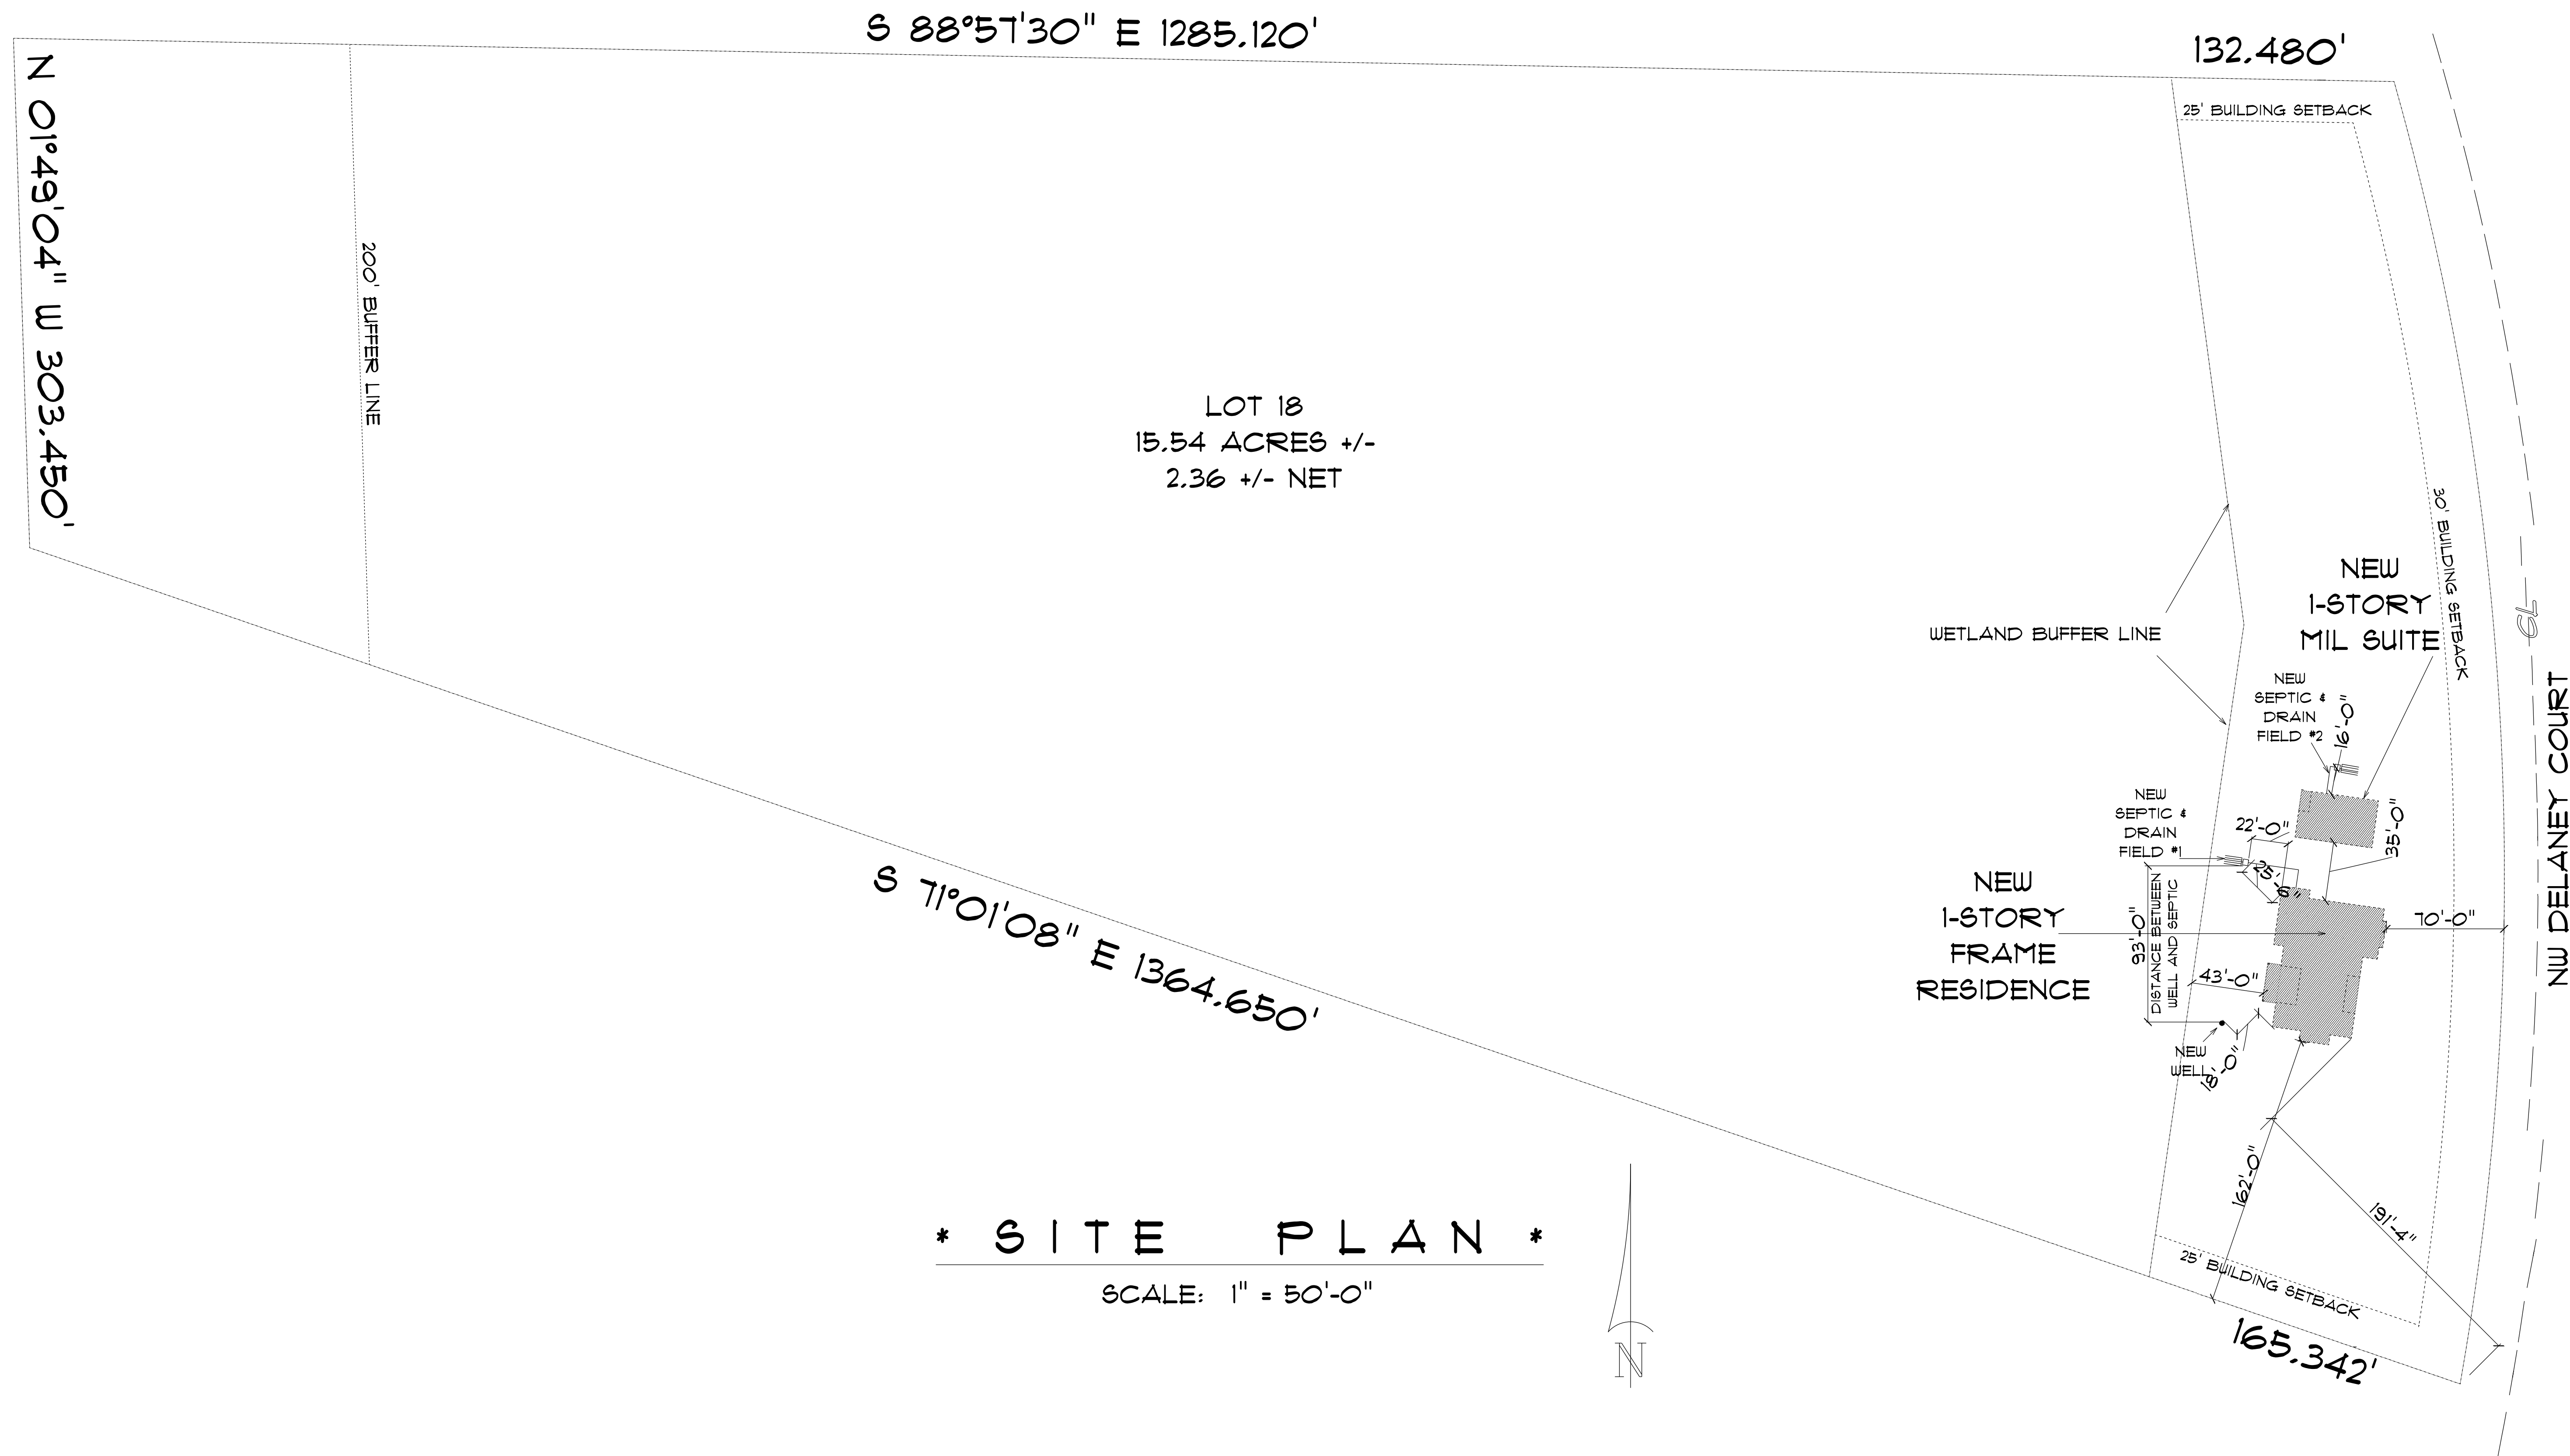 S 88°57'30" E 1285.120'
132.480'
25' BUILDING SETBACK
N 01°49'04" W 303.450'
200' BUFFER LINE
LOT 18
15.54 ACRES +/-
2.36 +/- NET
30' BUILDING SETBACK
NEW
1-STORY
MIL SUITE
WETLAND BUFFER LINE
CL
NW DELANEY COURT
NEW
SEPTIC &
DRAIN
FIELD #2
16'-0"
NEW
SEPTIC &
DRAIN
FIELD #1
22'-0"
35'-0"
25'-6"
93'-0"
DISTANCE BETWEEN
WELL AND SEPTIC
NEW
1-STORY
FRAME
RESIDENCE
70'-0"
43'-0"
NEW
WELL
18'-0"
S 71°01'08" E 1364.650'
162'-0"
191'-4"
25' BUILDING SETBACK
165.342'
* SITE PLAN *
SCALE: 1" = 50'-0"
N